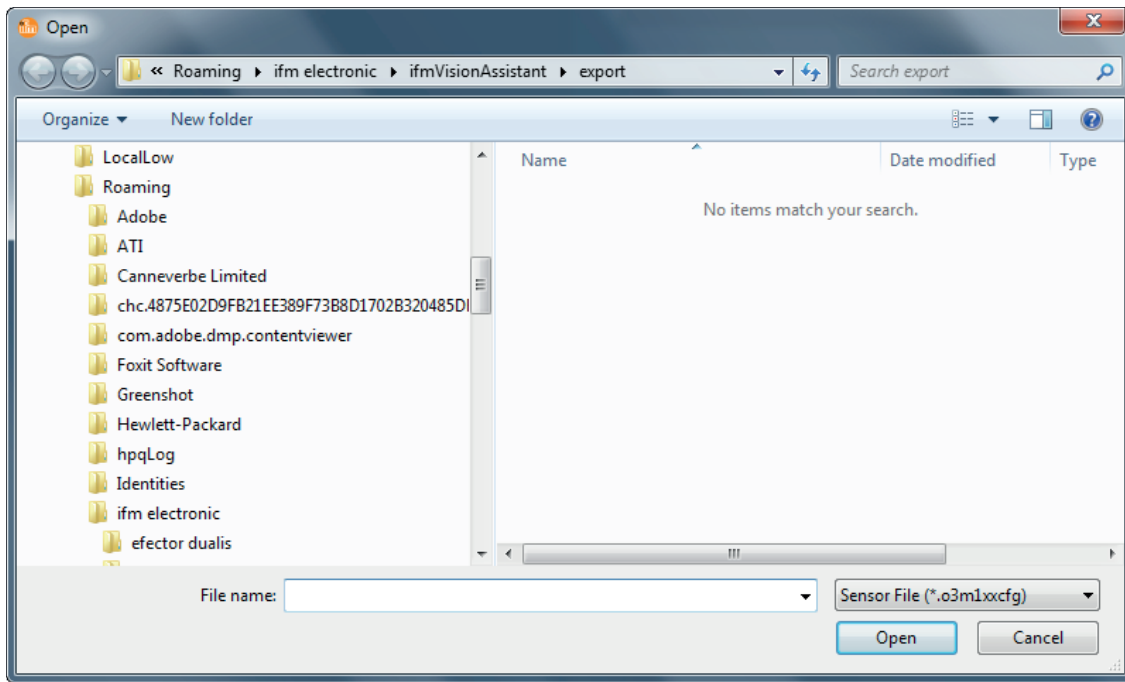 Open
« Roaming ▸ ifm electronic ▸ ifmVisionAssistant ▸ export
Search export
Organize
New folder
LocalLow
Roaming
Adobe
ATI
Canneverbe Limited
chc.4875E02D9FB21EE389F73B8D1702B320485DI
com.adobe.dmp.contentviewer
Foxit Software
Greenshot
Hewlett-Packard
hpqLog
Identities
ifm electronic
efector dualis
Name Date modified Type
No items match your search.
File name:
Sensor File (*.o3m1xxcfg)
Open Cancel